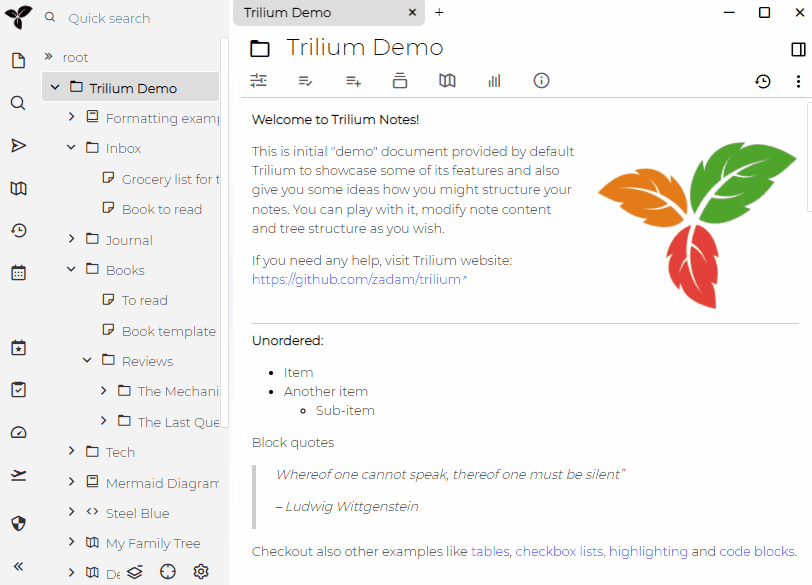 Quick search
Trilium Demo
root
Trilium Demo
Formatting examp
Inbox
Grocery list for t
Book to read
Journal
Books
To read
Book template
Reviews
The Mechani
The Last Que
Tech
Mermaid Diagram
Steel Blue
My Family Tree
De
Trilium Demo
Welcome to Trilium Notes!
This is initial "demo" document provided by default
Trilium to showcase some of its features and also
give you some ideas how you might structure your
notes. You can play with it, modify note content
and tree structure as you wish.
If you need any help, visit Trilium website:
https://github.com/zadam/trilium
Unordered:
Item
Another item
Sub-item
Block quotes
Whereof one cannot speak, thereof one must be silent”
– Ludwig Wittgenstein
Checkout also other examples like tables, checkbox lists, highlighting and code blocks.